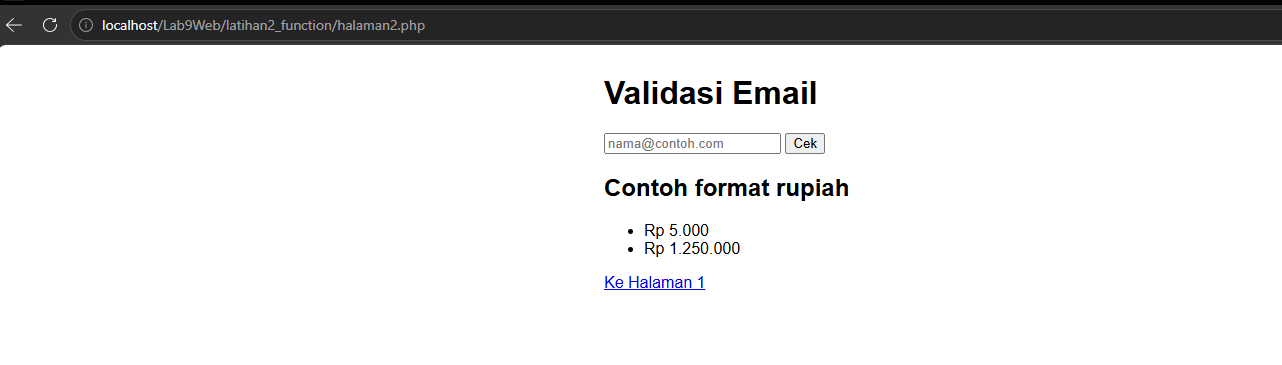 localhost/Lab9Web/latihan2_function/halaman2.php
Validasi Email
nama@contoh.com Cek
Contoh format rupiah
• Rp 5.000
• Rp 1.250.000
Ke Halaman 1